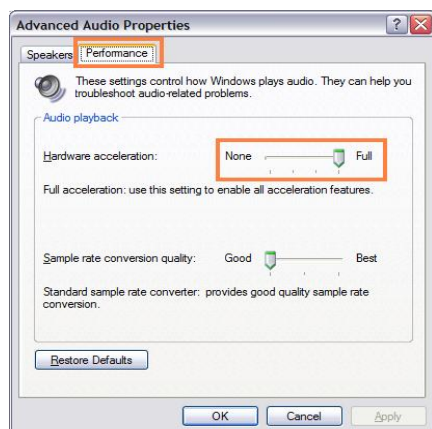 Advanced Audio Properties
Speakers Performance
These settings control how Windows plays audio. They can help you
troubleshoot audio-related problems.
Audio playback
Hardware acceleration: None Full
Full acceleration: use this setting to enable all acceleration features.
Sample rate conversion quality: Good Best
Standard sample rate converter: provides good quality sample rate
conversion.
Restore Defaults
OK Cancel Apply